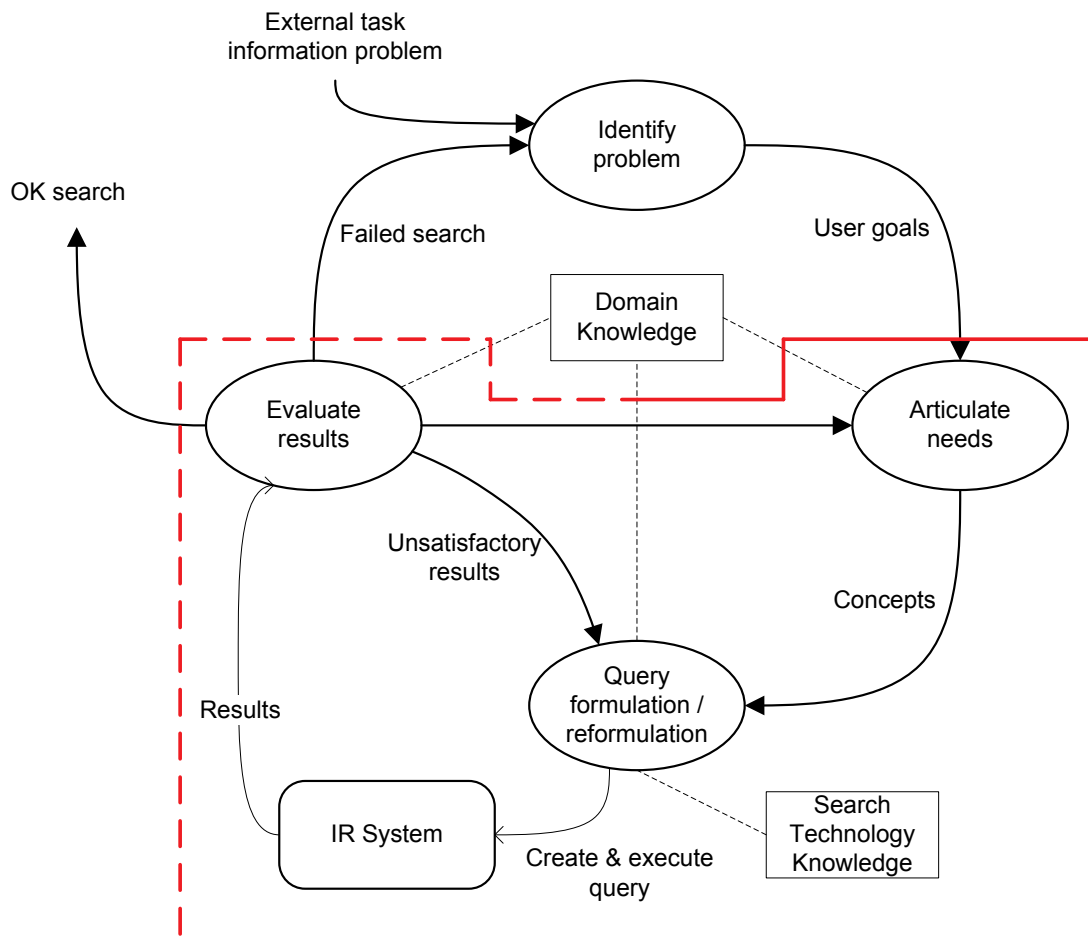 External task
information problem
Identify
problem
OK search
Failed search
User goals
Domain
Knowledge
Evaluate
results
Articulate
needs
Unsatisfactory
results
Concepts
Query
formulation /
reformulation
Results
IR System
Search
Technology
Knowledge
Create & execute
query